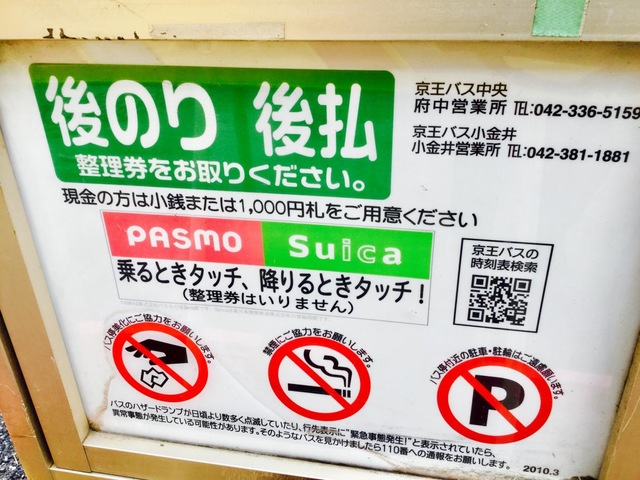 後のり 後払
整理券をお取りください。
京王バス中央
府中営業所 TEL:042-336-5159
京王バス小金井
小金井営業所 TEL:042-381-1881
現金の方は小銭または1,000円札をご用意ください
PASMO Suica
乗るときタッチ、降りるときタッチ!
(整理券はいりません)
京王バスの
時刻表検索
バス停美化にご協力をお願いします。
禁煙にご協力をお願いします。
バス停付近の駐車・駐輪はご遠慮願います。
P
バスのハザードランプが日頃より数多く点滅していたり、行先表示に"緊急事態発生!"と表示されていたら、
異常事態が発生している可能性があります。そのようなバスを見かけましたら110番への通報をお願いします。
2010.3